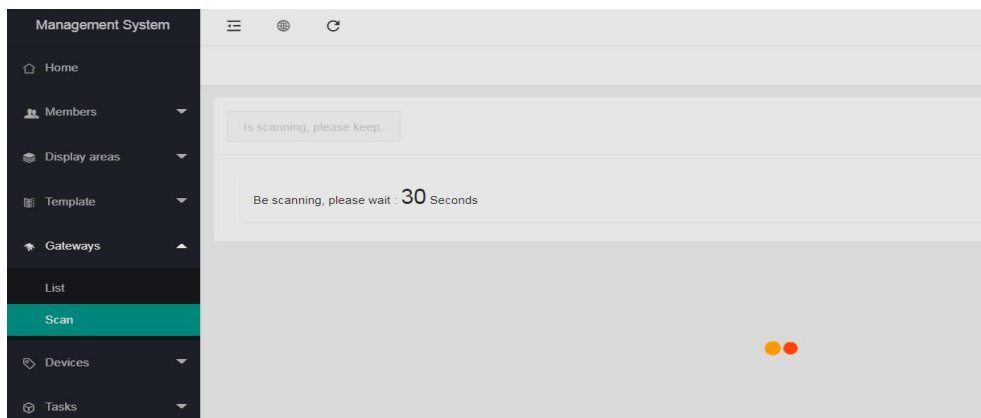 Management System
Home
Members
Display areas
Template
Gateways
List
Scan
Devices
Tasks
Is scanning, please keep.
Be scanning, please wait : 30 Seconds